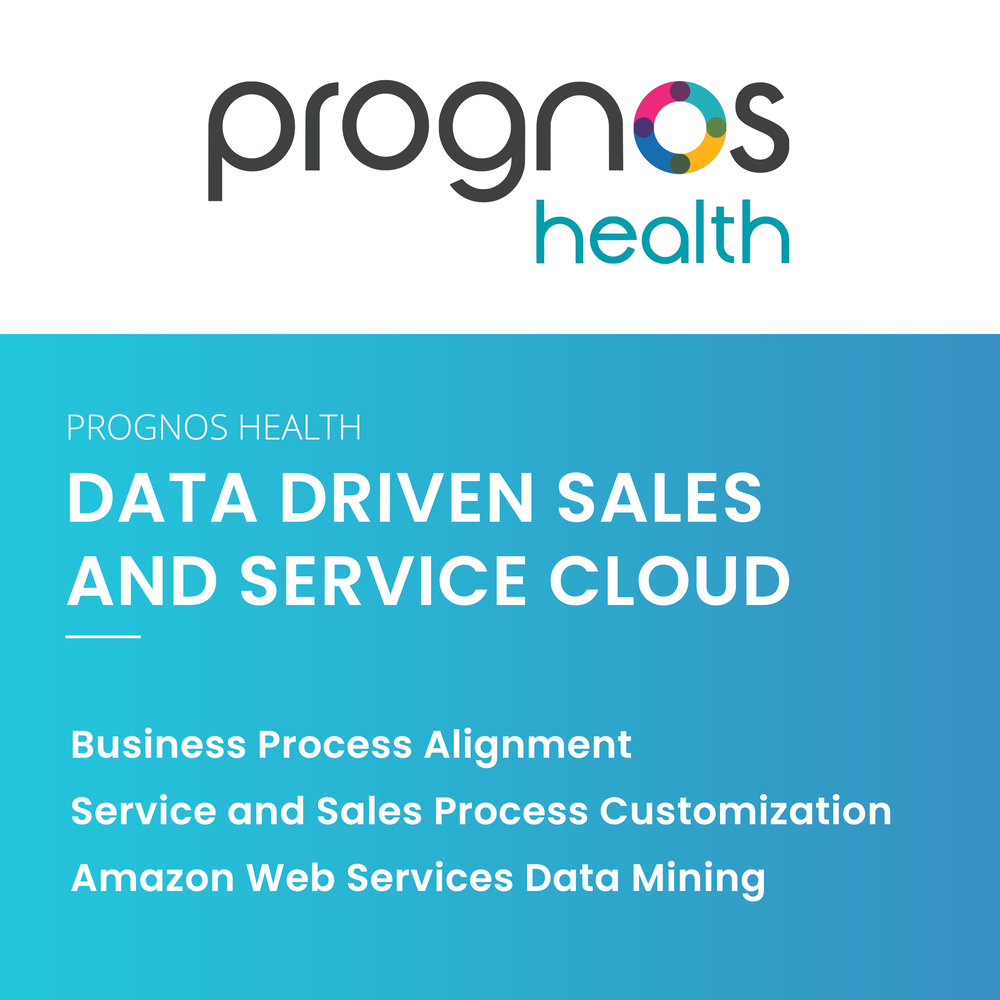 prognos
health
PROGNOS HEALTH
DATA DRIVEN SALES
AND SERVICE CLOUD
Business Process Alignment
Service and Sales Process Customization
Amazon Web Services Data Mining